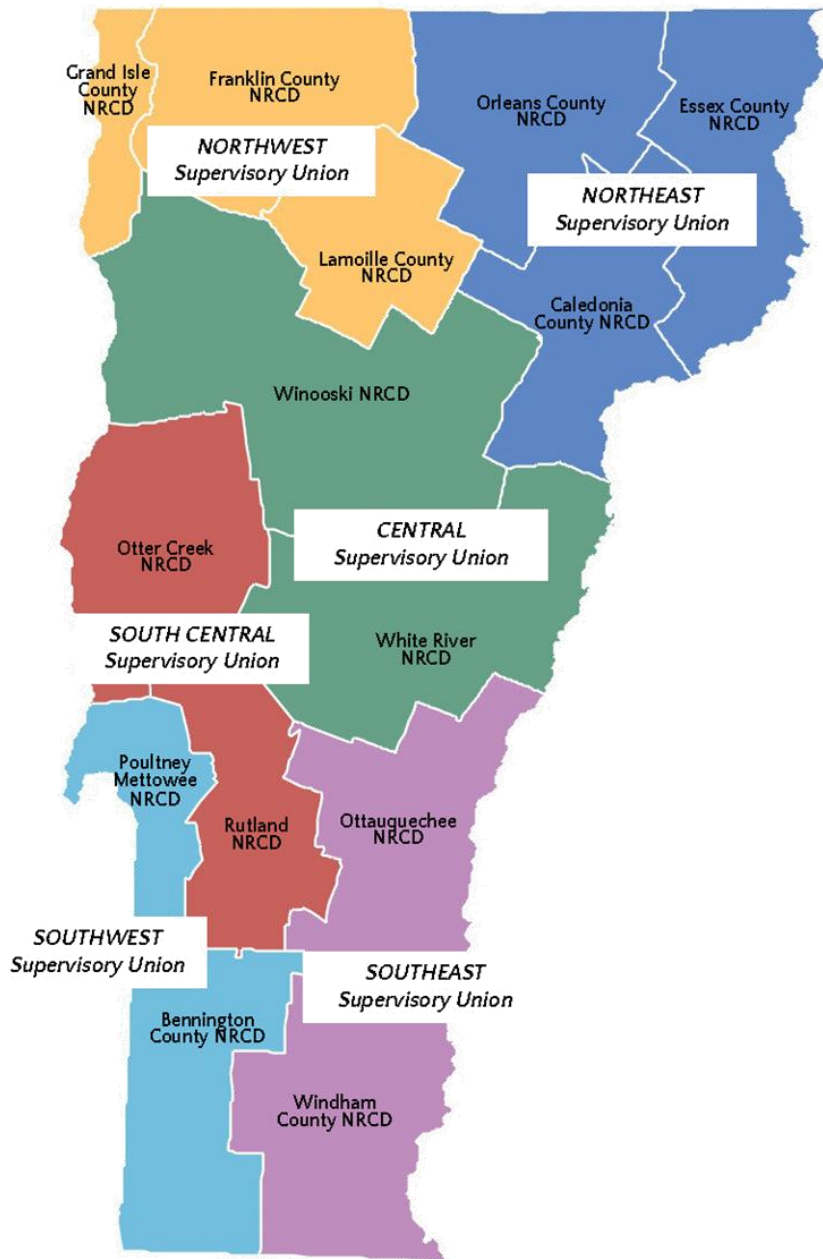 Grand Isle
County
NRCD
Franklin County
NRCD
Orleans County
NRCD
Essex County
NRCD
NORTHWEST
Supervisory Union
NORTHEAST
Supervisory Union
Lamoille County
NRCD
Caledonia
County NRCD
Winooski NRCD
CENTRAL
Supervisory Union
Otter Creek
NRCD
SOUTH CENTRAL
Supervisory Union
White River
NRCD
Poultney
Mettowee
NRCD
Rutland
NRCD
Ottauquechee
NRCD
SOUTHWEST
Supervisory Union
SOUTHEAST
Supervisory Union
Bennington
County NRCD
Windham
County NRCD